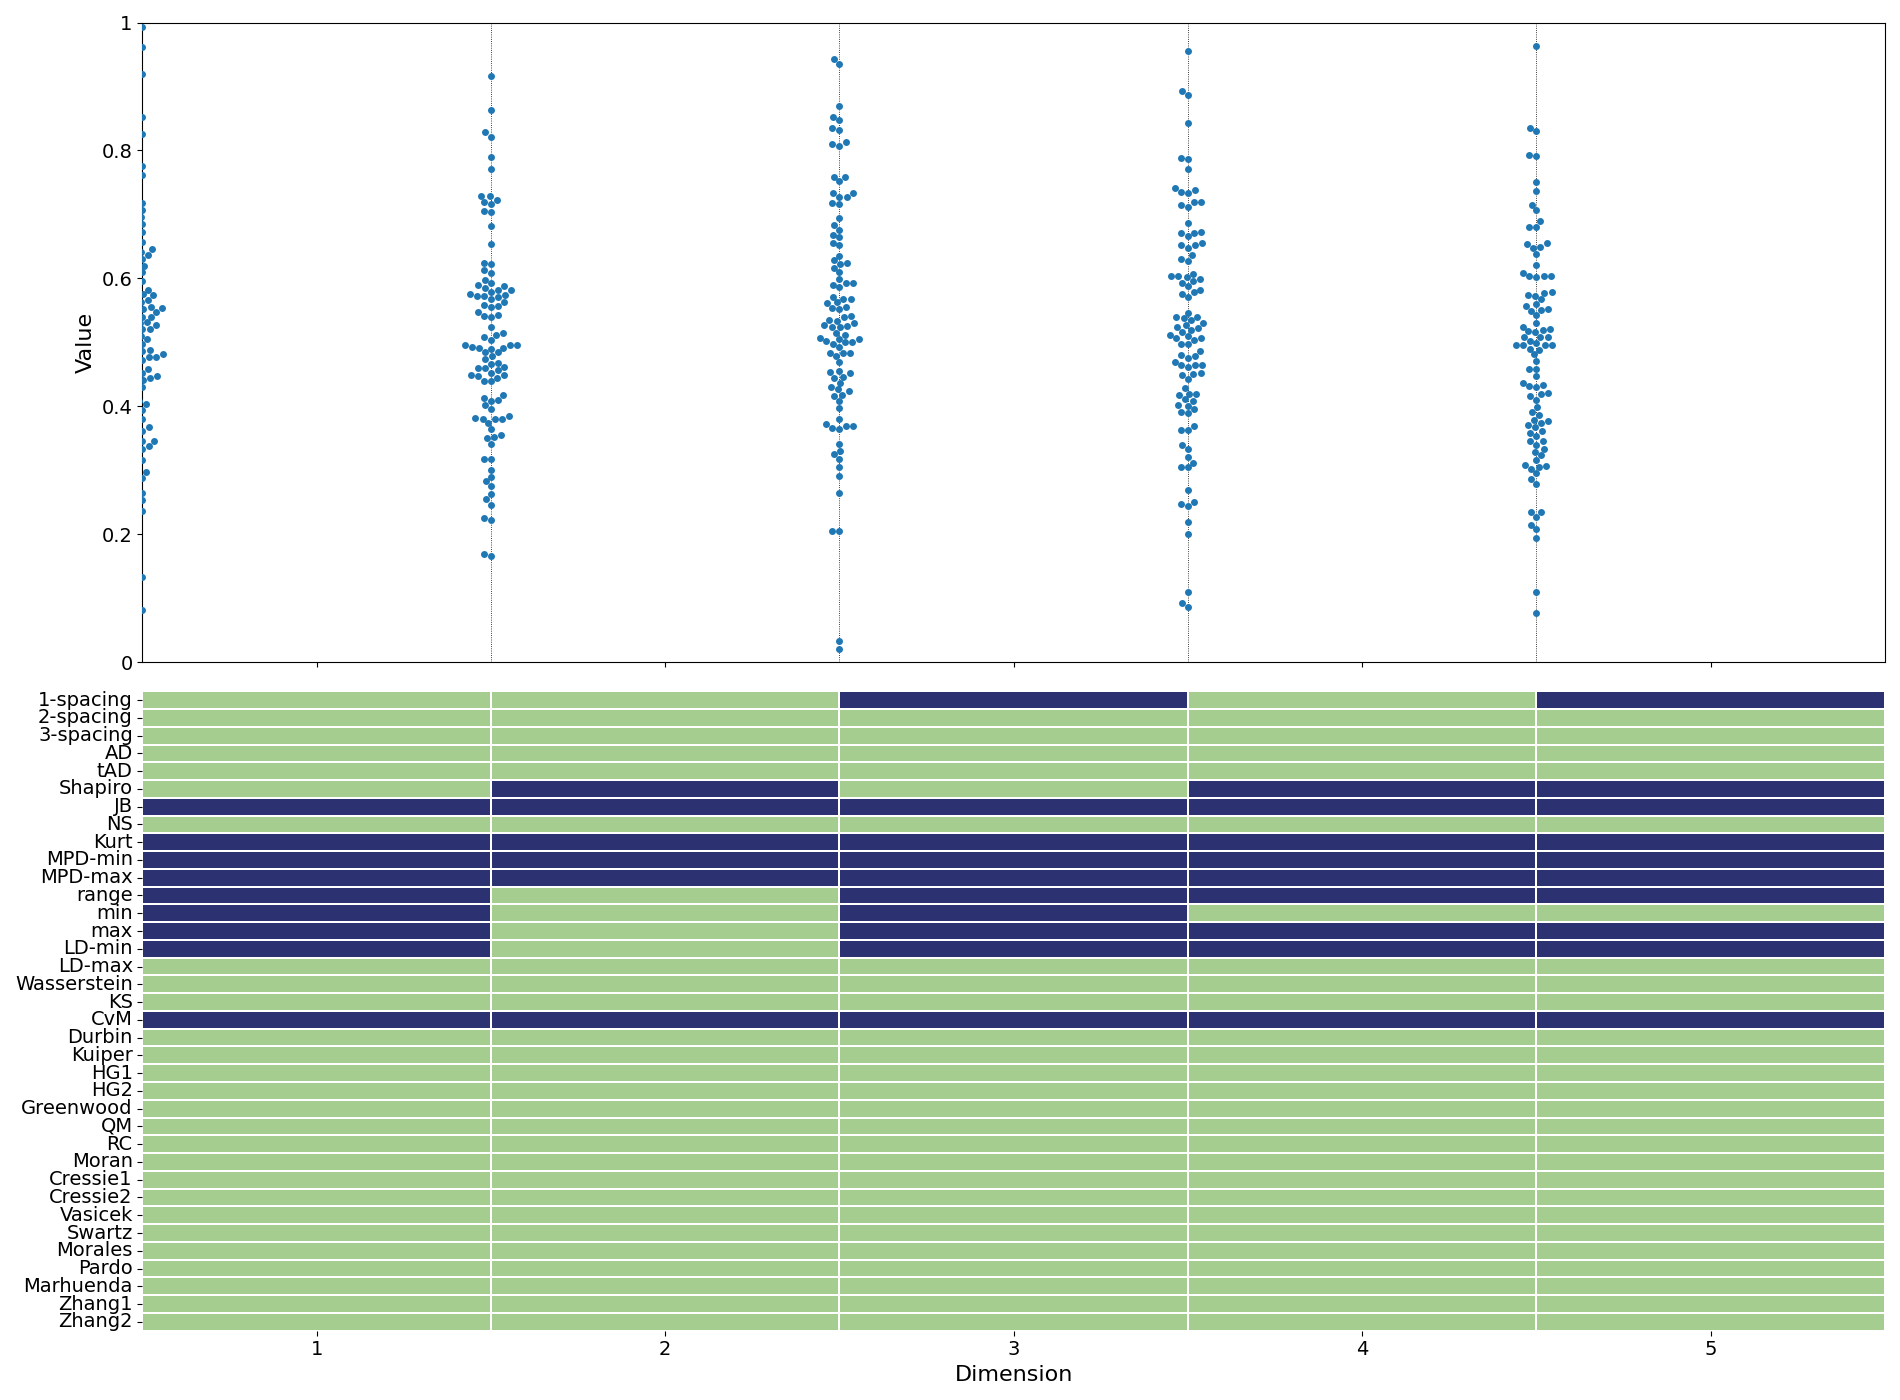 1
0.8
0.6
Value
0.4
0.2
0
1-spacing
2-spacing
3-spacing
AD
tAD
Shapiro
JB
NS
Kurt
MPD-min
MPD-max
range
min
max
LD-min
LD-max
Wasserstein
KS
CvM
Durbin
Kuiper
HG1
HG2
Greenwood
QM
RC
Moran
Cressie1
Cressie2
Vasicek
Swartz
Morales
Pardo
Marhuenda
Zhang1
Zhang2
1 2 3 4 5
Dimension